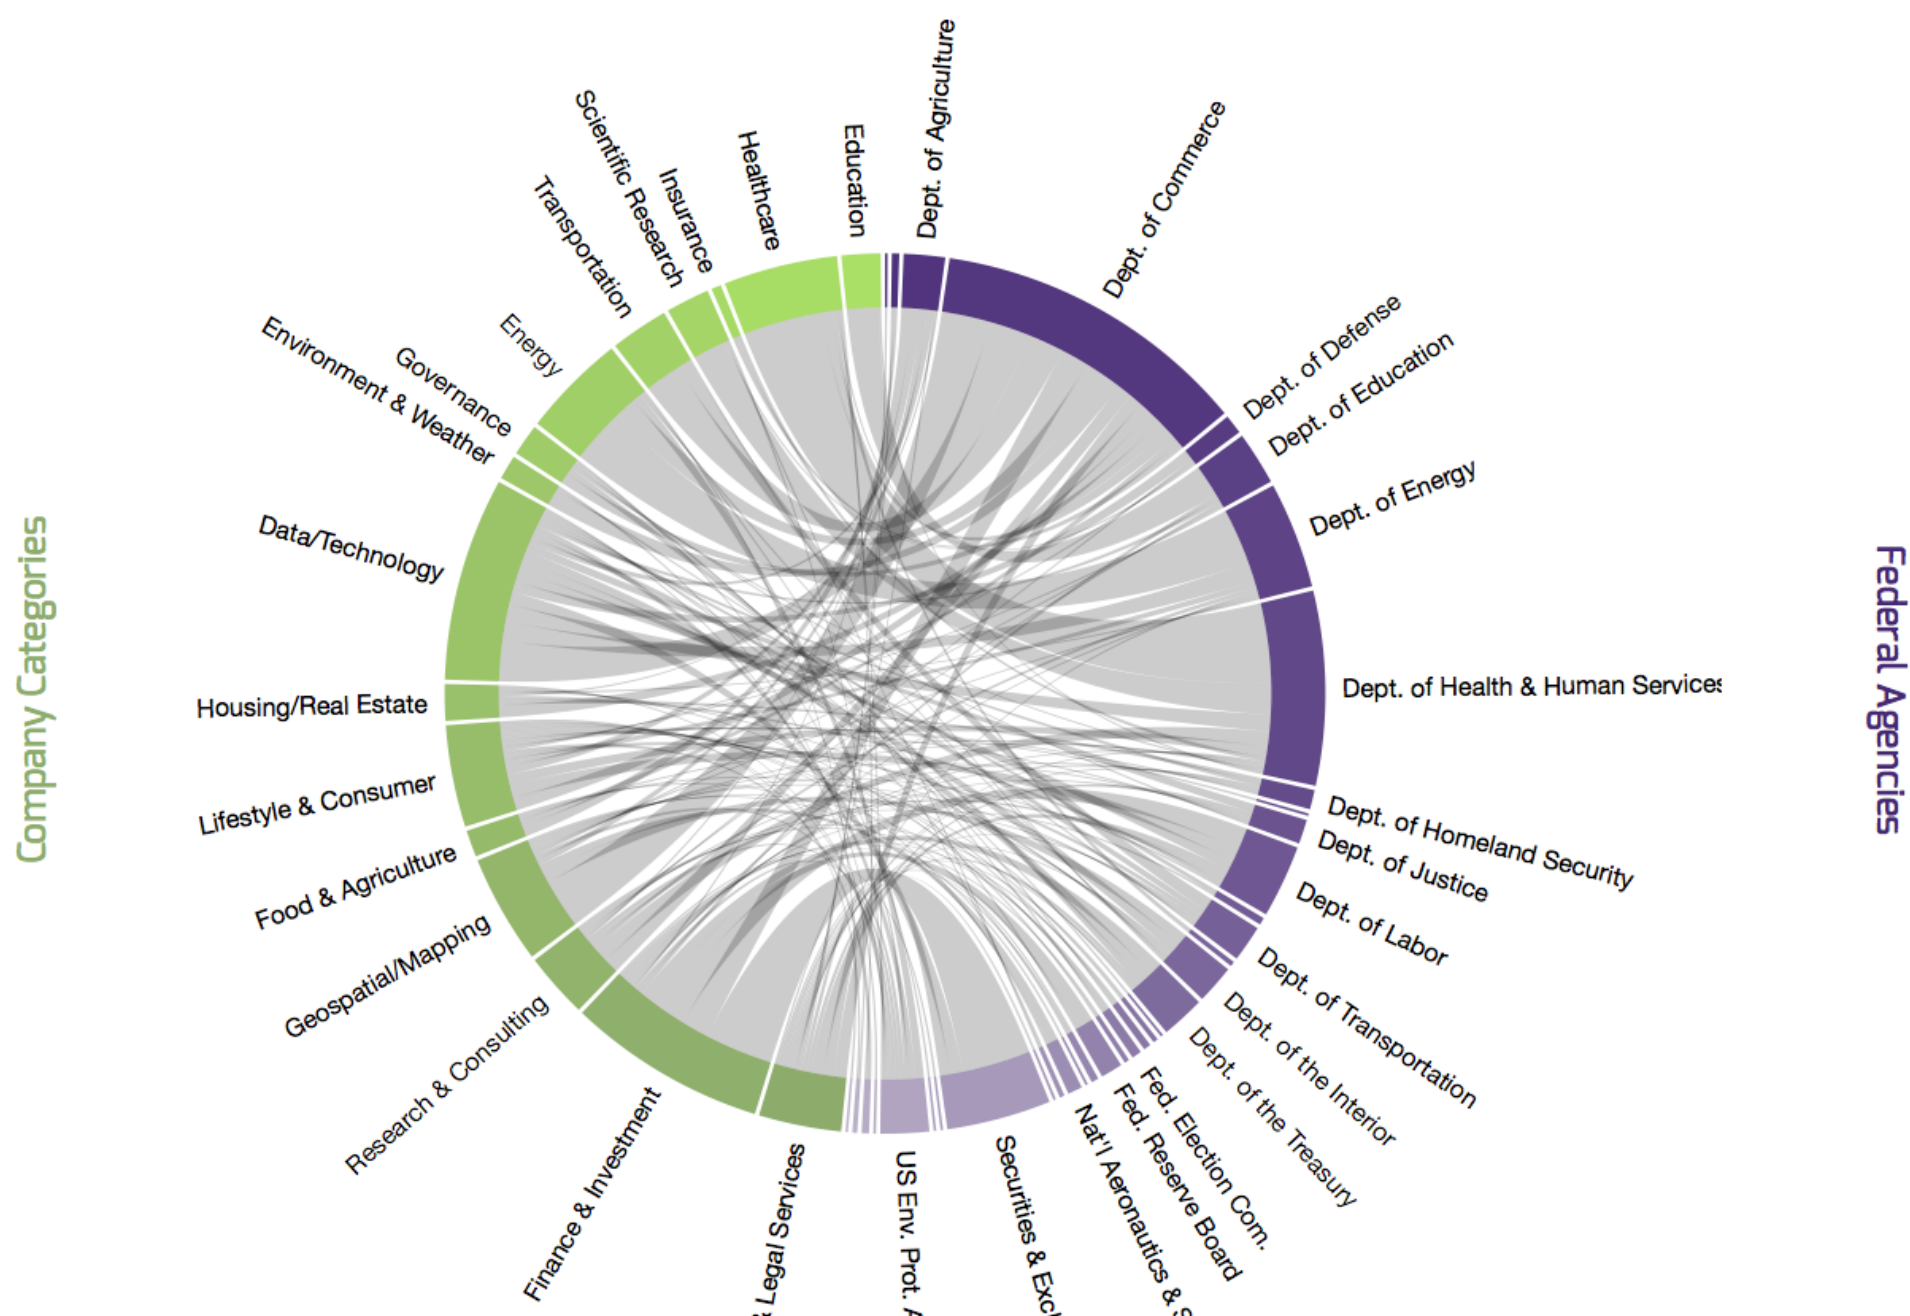 Company Categories
Federal Agencies
Scientific Research
Insurance
Healthcare
Education
Dept. of Agriculture
Dept. of Commerce
Transportation
Energy
Governance
Environment & Weather
Data/Technology
Housing/Real Estate
Lifestyle & Consumer
Food & Agriculture
Geospatial/Mapping
Research & Consulting
Finance & Investment
& Legal Services
Dept. of Defense
Dept. of Education
Dept. of Energy
Dept. of Health & Human Services
Dept. of Homeland Security
Dept. of Justice
Dept. of Labor
Dept. of Transportation
Dept. of the Interior
Dept. of the Treasury
Fed. Election Com.
Fed. Reserve Board
Nat'l Aeronautics &
Securities &
US Env. Prot.